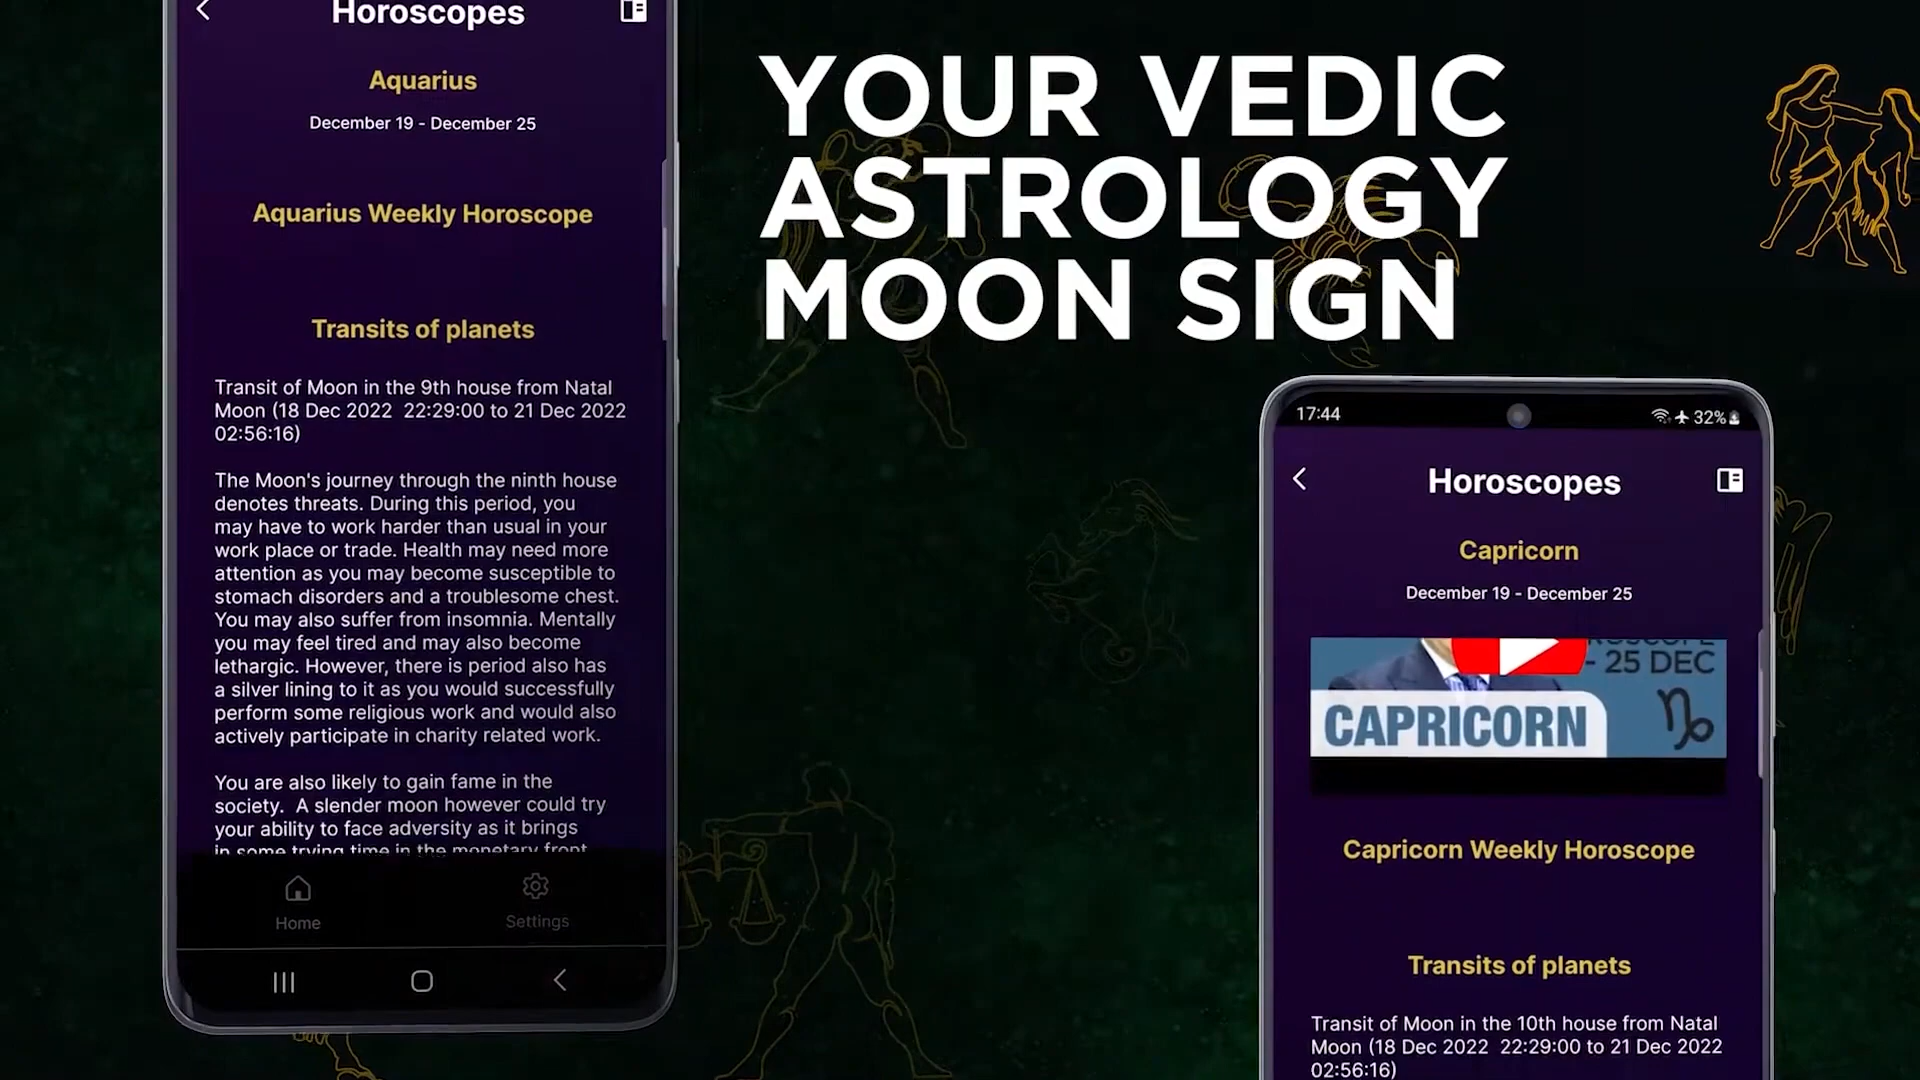 Horoscopes
Aquarius
December 19 - December 25
Aquarius Weekly Horoscope
Transits of planets
Transit of Moon in the 9th house from Natal
Moon (18 Dec 2022  22:29:00 to 21 Dec 2022
02:56:16)
The Moon's journey through the ninth house
denotes threats. During this period, you
may have to work harder than usual in your
work place or trade. Health may need more
attention as you may become susceptible to
stomach disorders and a troublesome chest.
You may also suffer from insomnia. Mentally
you may feel tired and may also become
lethargic. However, there is period also has
a silver lining to it as you would successfully
perform some religious work and would also
actively participate in charity related work.
You are also likely to gain fame in the
society.  A slender moon however could try
your ability to face adversity as it brings
in some trying time in the monetary front
Home
Settings
YOUR VEDIC
ASTROLOGY
MOON SIGN
17:44
32%
Horoscopes
Capricorn
December 19 - December 25
ROSCOPE
- 25 DEC
CAPRICORN
Capricorn Weekly Horoscope
Transits of planets
Transit of Moon in the 10th house from Natal
Moon (18 Dec 2022  22:29:00 to 21 Dec 2022
02:56:16)